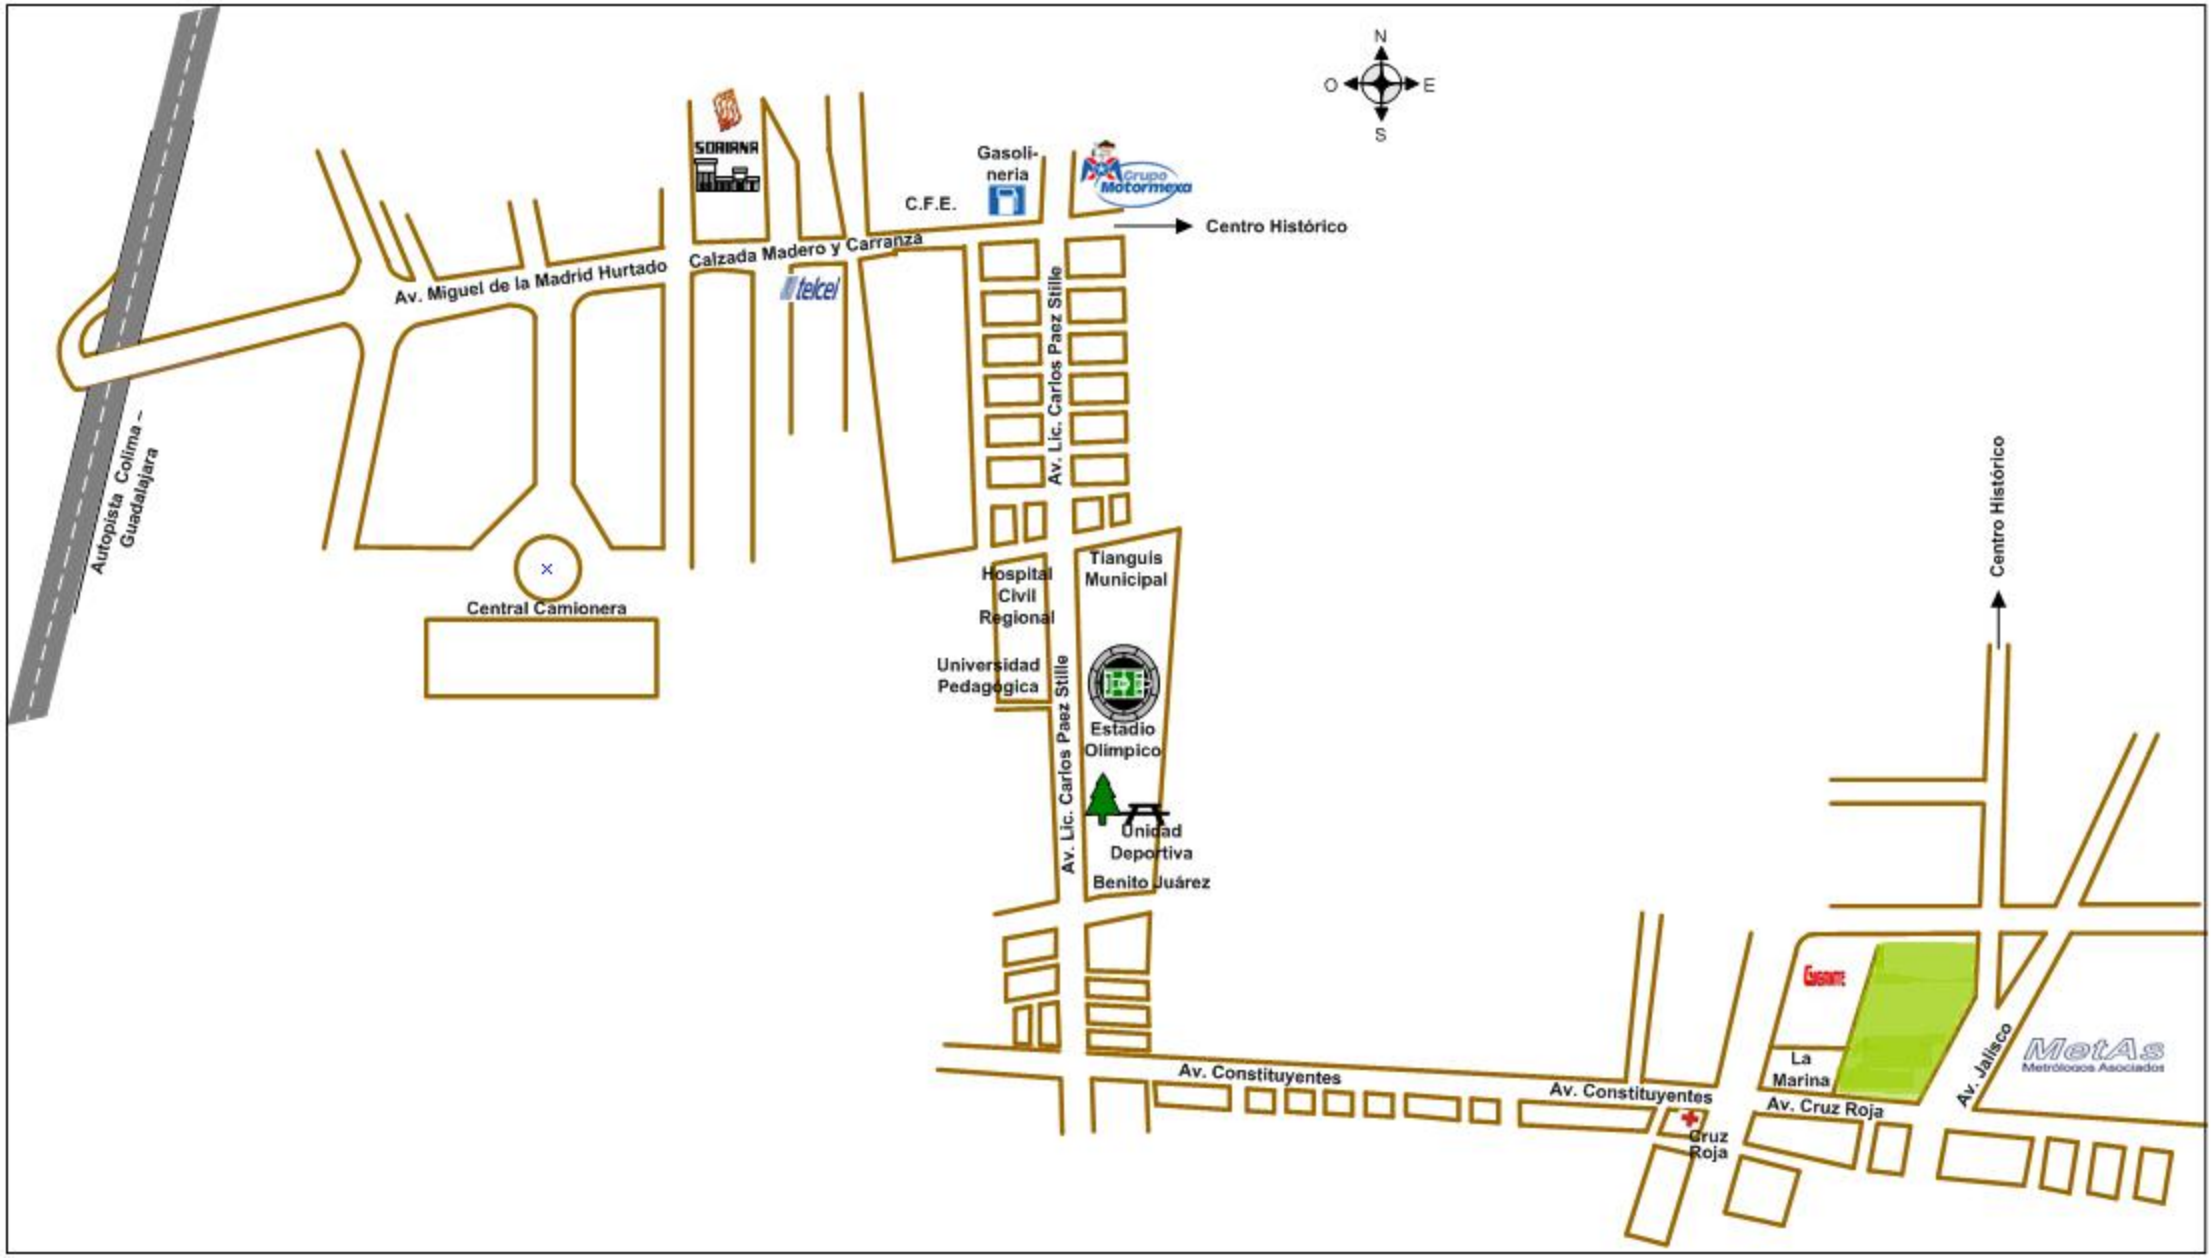 N
O
E
S
SORIANA
Gasoli-
neria
Grupo
Motormexa
C.F.E.
Centro Histórico
Calzada Madero y Carranza
Av. Miguel de la Madrid Hurtado
telcel
Av. Lic. Carlos Paez Stille
Autopista Colima –
Guadalajara
Central Camionera
Hospital
Civil
Regional
Tianguis
Municipal
Universidad
Pedagógica
Av. Lic. Carlos Paez Stille
Estadio
Olímpico
Unidad
Deportiva
Benito Juárez
Centro Histórico
GIGANTE
La
Marina
Av. Jalisco
MetAs
Metrólogos Asociados
Av. Constituyentes
Av. Constituyentes
Av. Cruz Roja
Cruz
Roja